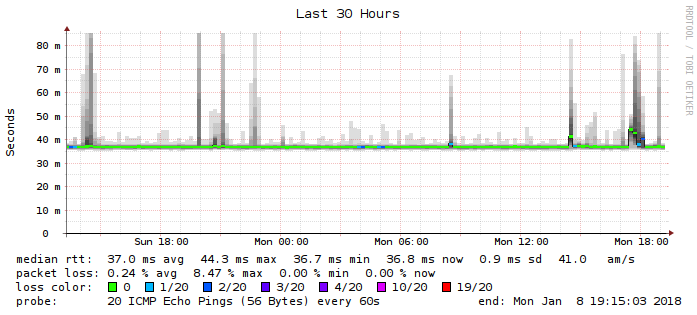 Last 30 Hours
RRDTOOL / TOBI OETIKER
Seconds
80 m
70 m
60 m
50 m
40 m
30 m
20 m
10 m
0
Sun 18:00 Mon 00:00 Mon 06:00 Mon 12:00 Mon 18:00
median rtt: 37.0 ms avg 44.3 ms max 36.7 ms min 36.8 ms now 0.9 ms sd 41.0 am/s
packet loss: 0.24 % avg 8.47 % max 0.00 % min 0.00 % now
loss color: 0 1/20 2/20 3/20 4/20 10/20 19/20
probe: 20 ICMP Echo Pings (56 Bytes) every 60s end: Mon Jan 8 19:15:03 2018